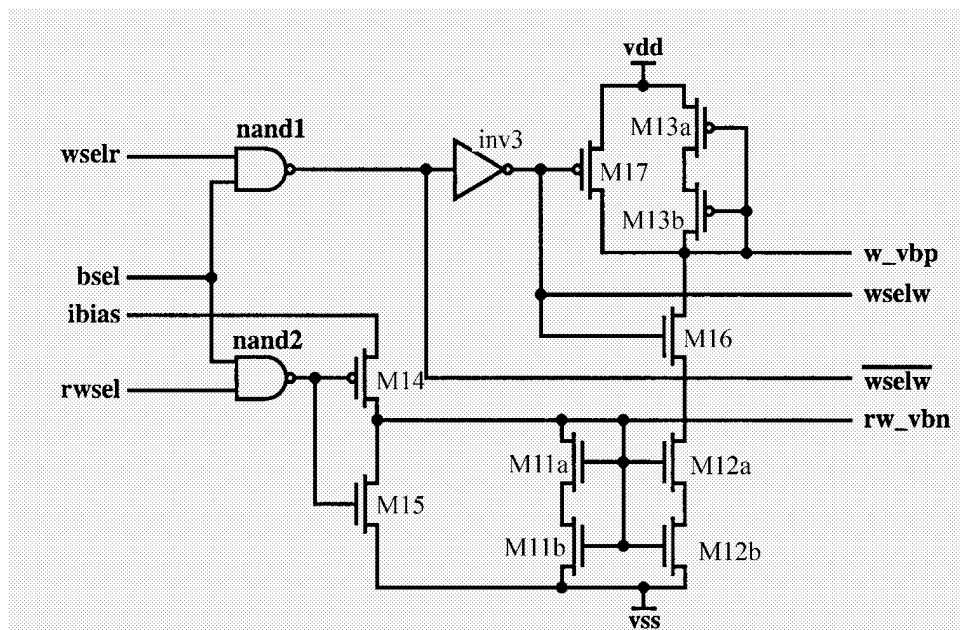 vdd
nand1
inv3
M13a
wselr
M17
M13b
w_vbp
bsel
wselw
ibias
nand2
M16
M14
wselw
rwsel
rw_vbn
M11a
M12a
M15
M11b
M12b
vss